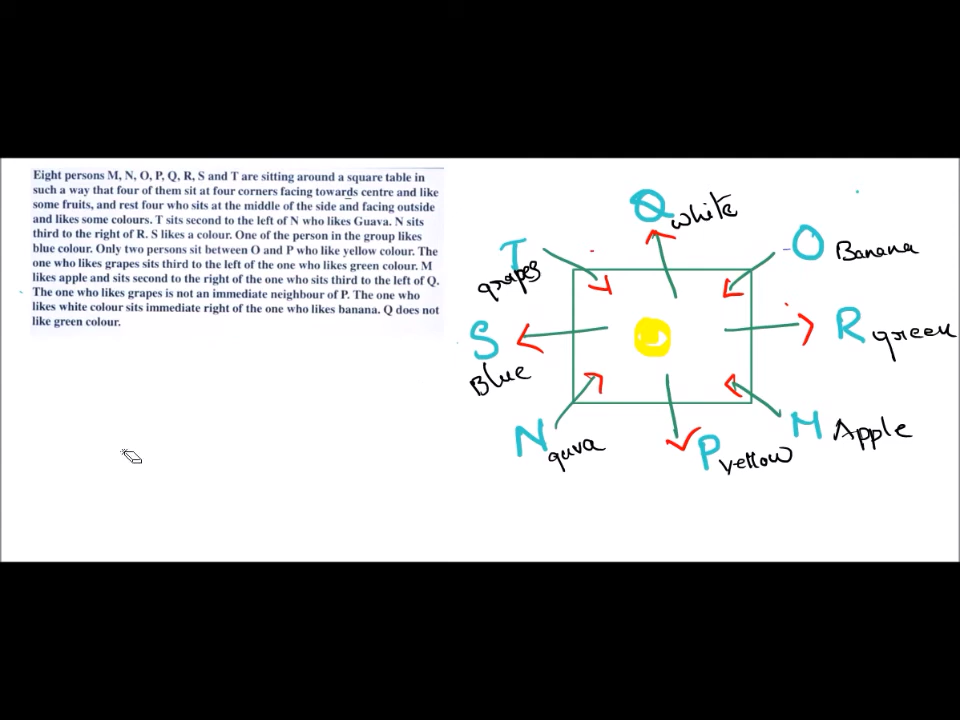 Eight persons M, N, O, P, Q, R, S and T are sitting around a square table in
such a way that four of them sit at four corners facing towards centre and like
some fruits, and rest four who sits at the middle of the side and facing outside
and likes some colours. T sits second to the left of N who likes Guava. N sits
third to the right of R. S likes a colour. One of the person in the group likes
blue colour. Only two persons sit between O and P who like yellow colour. The
one who likes grapes sits third to the left of the one who likes green colour. M
likes apple and sits second to the right of the one who sits third to the left of Q.
The one who likes grapes is not an immediate neighbour of P. The one who
likes white colour sits immediate right of the one who likes banana. Q does not
like green colour.
Q white
T grapes
O Banana
S Blue
R green
N guva
P yellow
M Apple